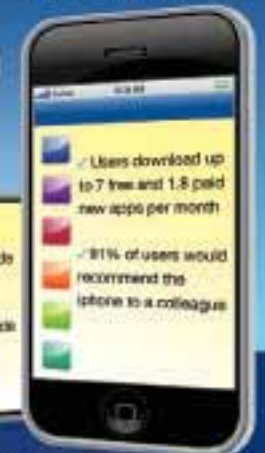 ✓ Users download up
to 7 free and 1.8 paid
new apps per month
✓ 91% of users would
recommend the
iphone to a colleague